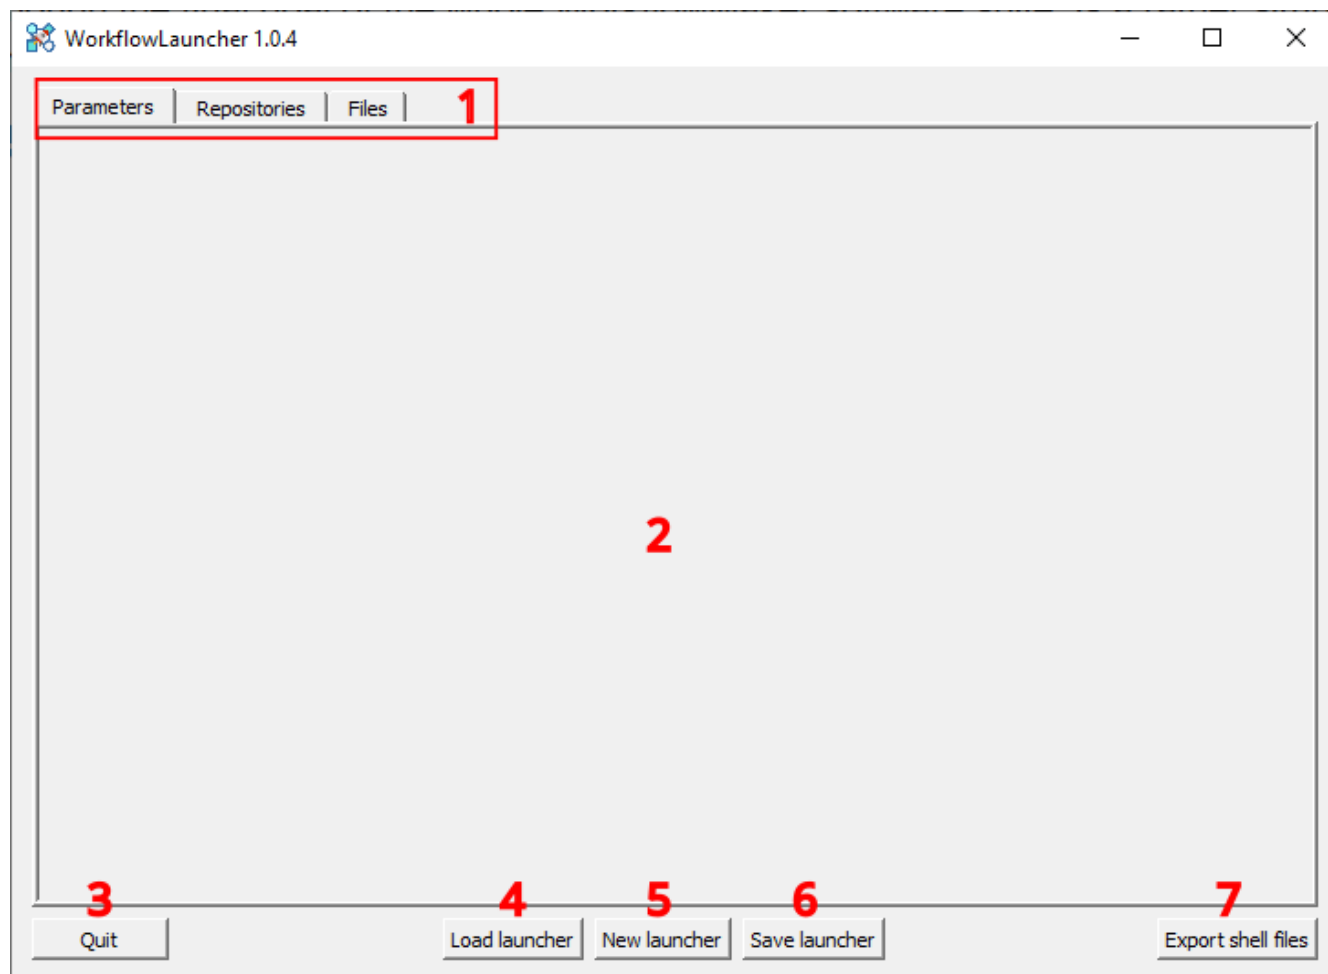 WorkflowLauncher 1.0.4
Parameters Repositories Files 1
2
3 4 5 6 7
Quit Load launcher New launcher Save launcher Export shell files